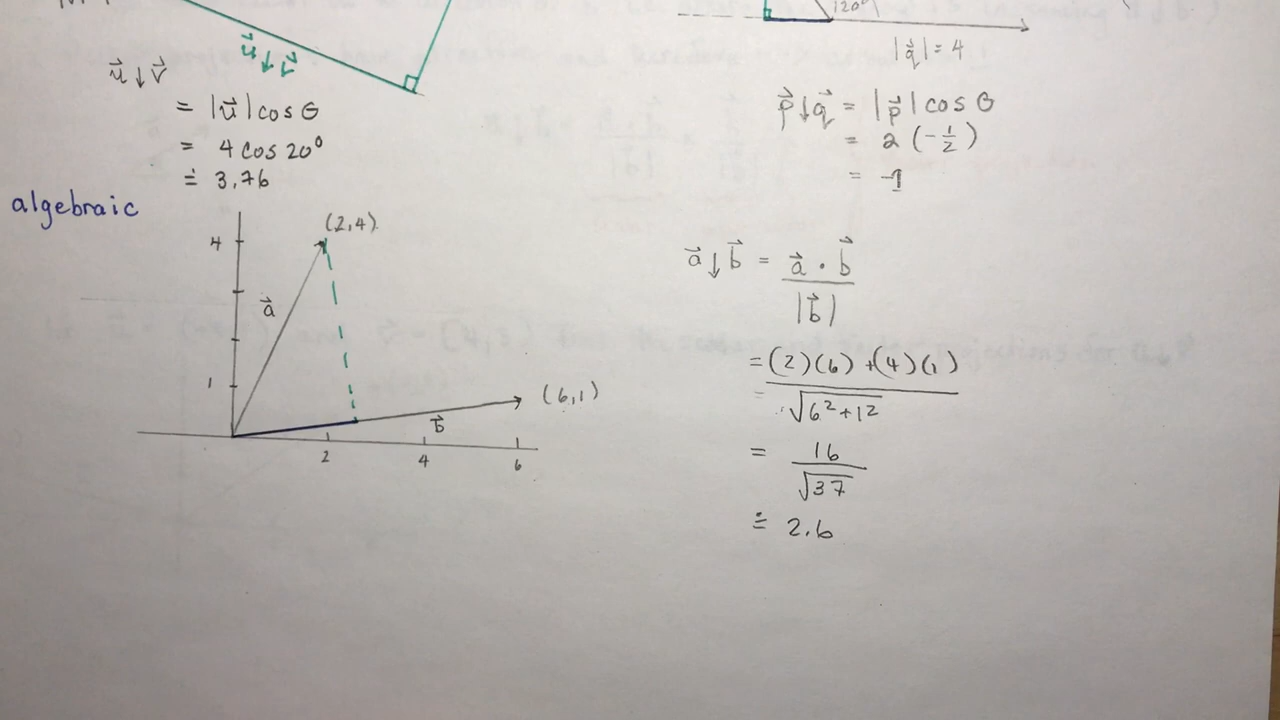 u⃗ ↓ v⃗
u⃗ ↓ v⃗
= |u⃗| cos θ
= 4 cos 20°
≐ 3.76
120°
|q⃗| = 4
p⃗ ↓ q⃗ = |p⃗| cos θ
= 2 (-1/2)
= -1
algebraic
(2,4)
4
a⃗
1
(6,1)
b⃗
2 4 6
a⃗ ↓ b⃗ = a⃗ · b⃗
|b⃗|
= (2)(6) + (4)(1)
√6² + 1²
= 16
√37
≐ 2.6